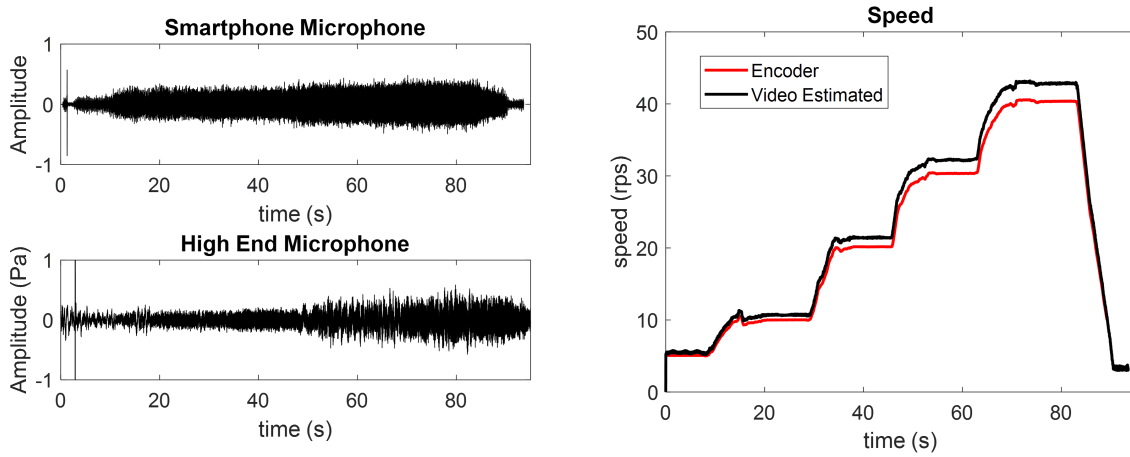 Smartphone Microphone
1
0
-1
Amplitude
0 20 40 60 80
time (s)
High End Microphone
1
0
-1
Amplitude (Pa)
0 20 40 60 80
time (s)
Speed
50
40
30
20
10
0
speed (rps)
Encoder
Video Estimated
0 20 40 60 80
time (s)